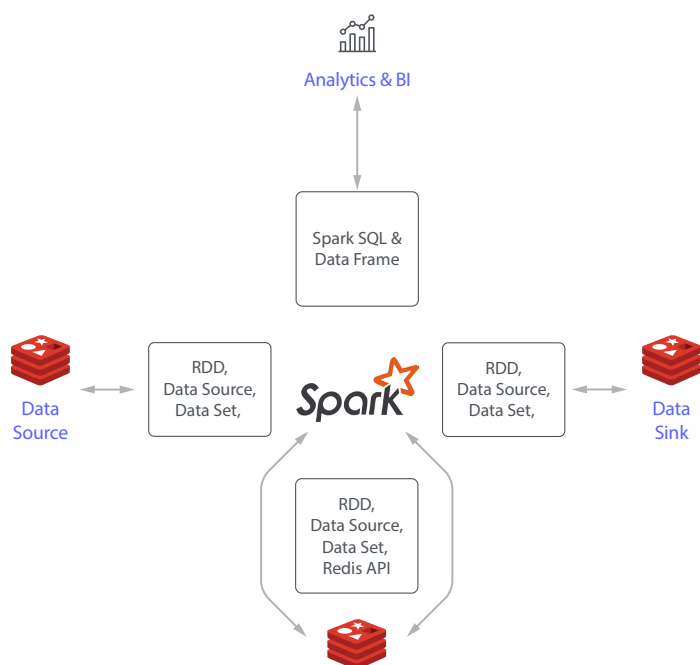 Analytics & BI
Spark SQL &
Data Frame
RDD,
Data Source,
Data Set,
Data
Source
Spark
RDD,
Data Source,
Data Set,
Data
Sink
RDD,
Data Source,
Data Set,
Redis API